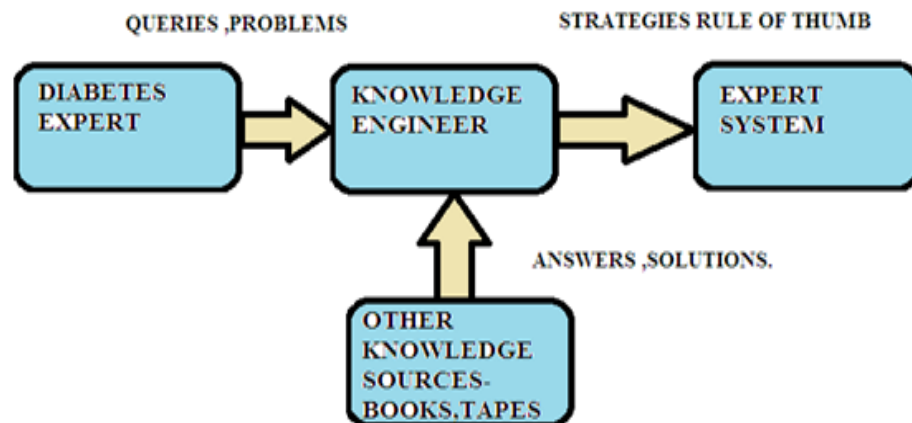 QUERIES ,PROBLEMS
STRATEGIES RULE OF THUMB
DIABETES
EXPERT
KNOWLEDGE
ENGINEER
EXPERT
SYSTEM
ANSWERS ,SOLUTIONS.
OTHER
KNOWLEDGE
SOURCES-
BOOKS.TAPES